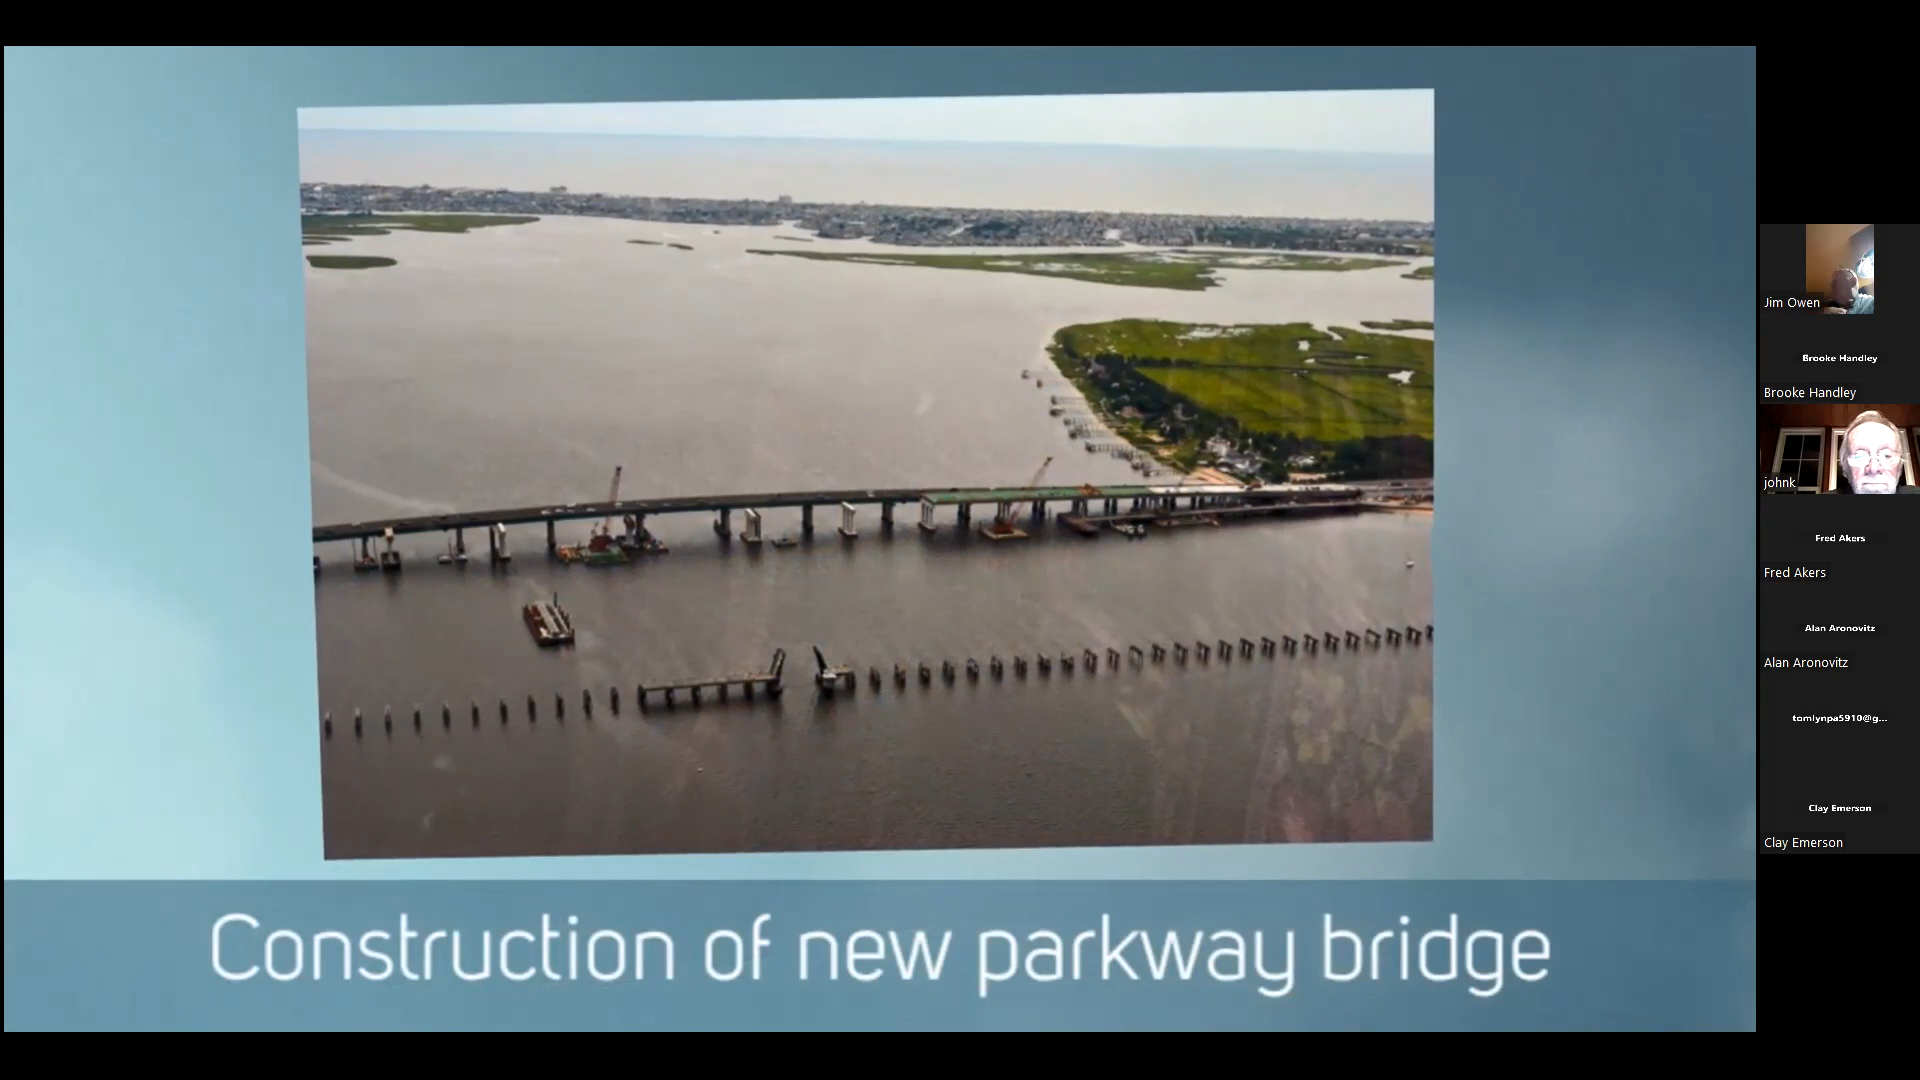 Construction of new parkway bridge
Jim Owen
Brooke Handley
Brooke Handley
johnk
Fred Akers
Fred Akers
Alan Aronovitz
Alan Aronovitz
tomlynpa5910@g...
Clay Emerson
Clay Emerson